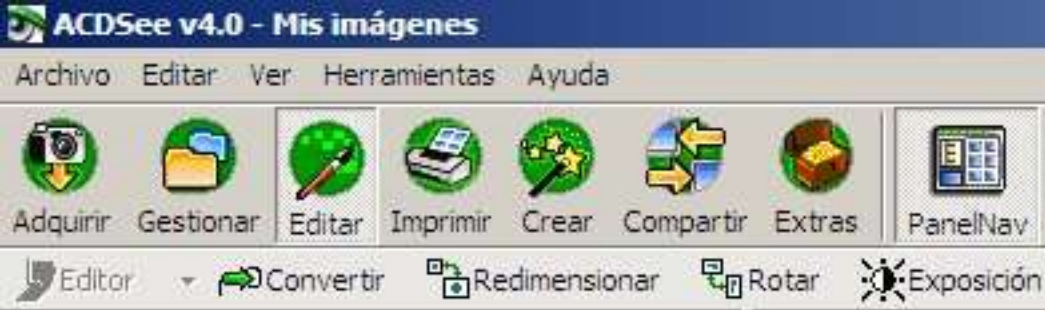 ACDSee v4.0 - Mis imágenes
Archivo Editar Ver Herramientas Ayuda
Adquirir Gestionar Editar Imprimir Crear Compartir Extras PanelNav
Editor Convertir Redimensionar Rotar Exposición